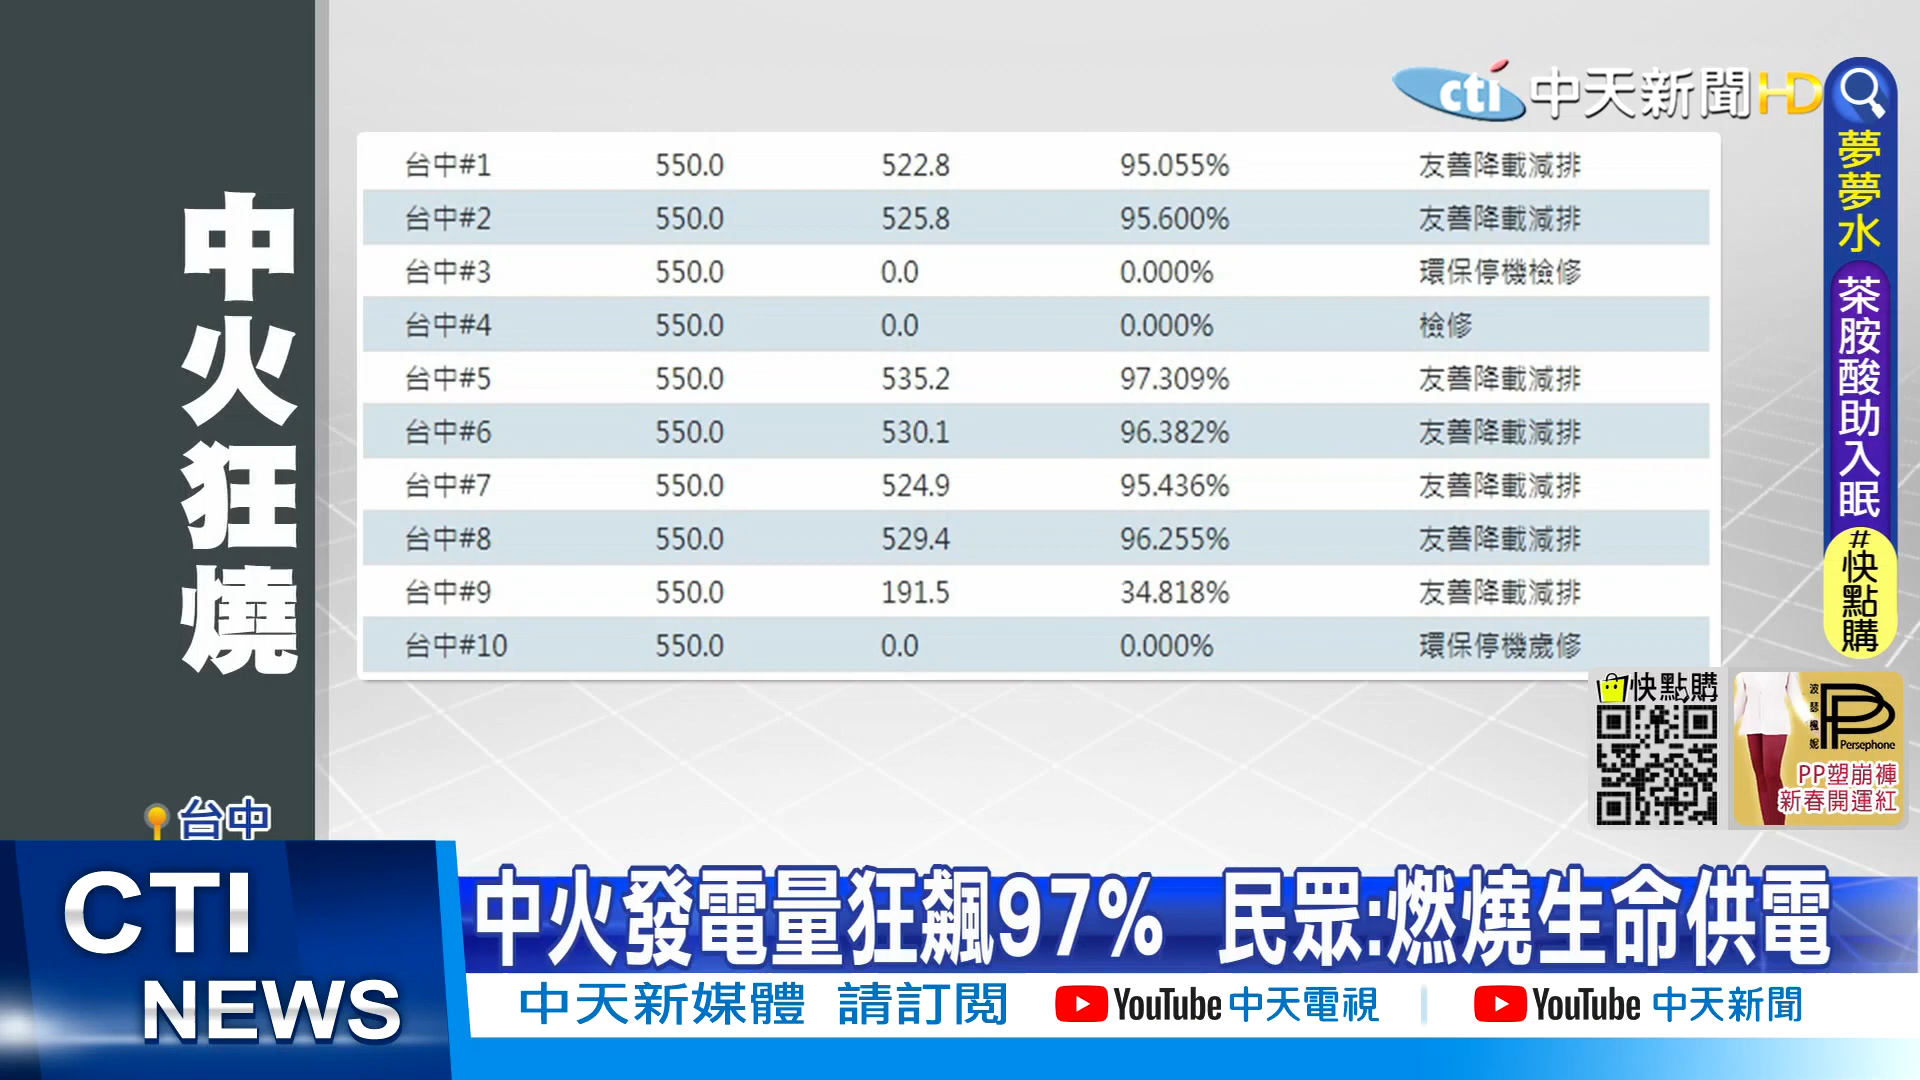 中火狂燒
台中
cti 中天新聞HD
台中#1 550.0 522.8 95.055% 友善降載減排
台中#2 550.0 525.8 95.600% 友善降載減排
台中#3 550.0 0.0 0.000% 環保停機檢修
台中#4 550.0 0.0 0.000% 檢修
台中#5 550.0 535.2 97.309% 友善降載減排
台中#6 550.0 530.1 96.382% 友善降載減排
台中#7 550.0 524.9 95.436% 友善降載減排
台中#8 550.0 529.4 96.255% 友善降載減排
台中#9 550.0 191.5 34.818% 友善降載減排
台中#10 550.0 0.0 0.000% 環保停機歲修
夢夢水
茶胺酸助入眠
#快點購
快點購
波瑟楓妮
PP
Persephone
PP塑崩褲
新春開運紅
CTI
NEWS
中火發電量狂飆97% 民眾:燃燒生命供電
中天新媒體 請訂閱 YouTube 中天電視 YouTube 中天新聞